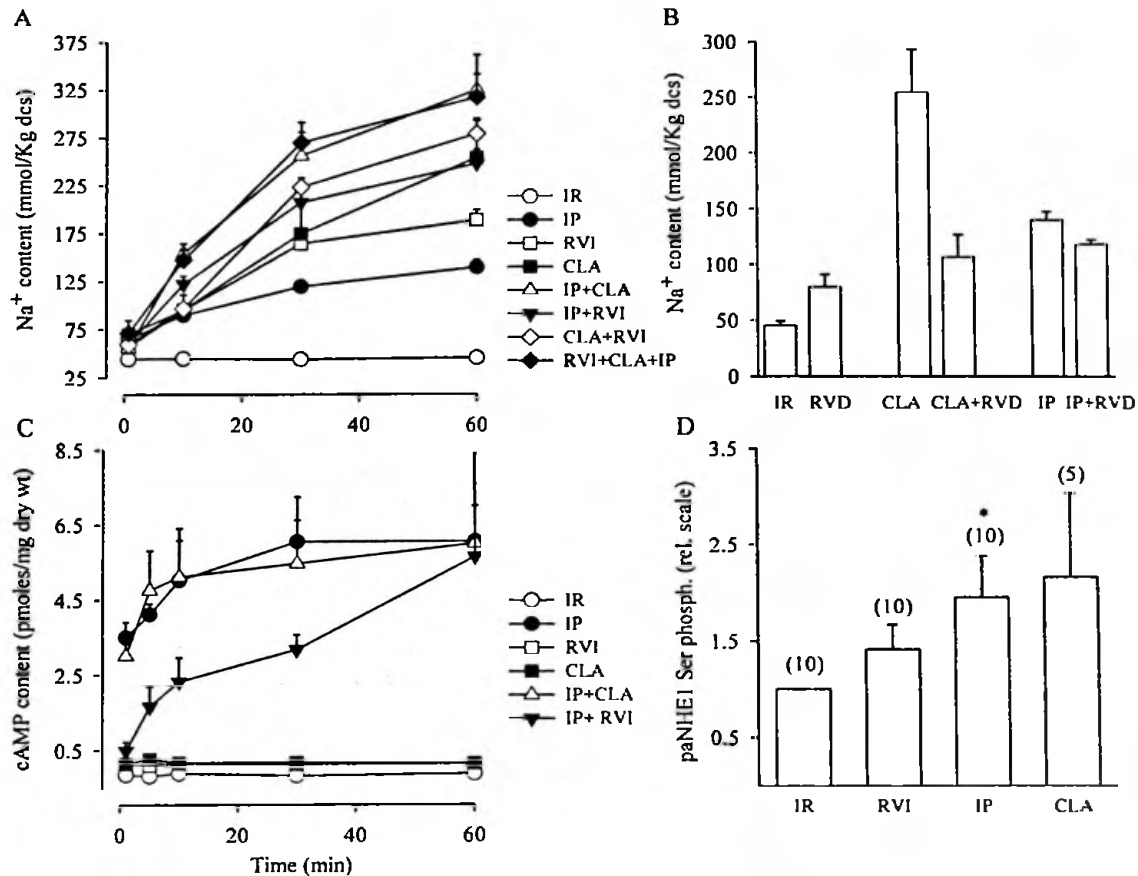 A
Na+ content (mmol/Kg dcs)
375
325
275
225
175
125
75
25
0
20
40
60
IR
IP
RVI
CLA
IP+CLA
IP+RVI
CLA+RVI
RVI+CLA+IP
B
Na+ content (mmol/Kg dcs)
300
250
200
150
100
50
0
IR
RVD
CLA
CLA+RVD
IP
IP+RVD
C
cAMP content (pmoles/mg dry wt)
8.5
6.5
4.5
2.5
0.5
0
20
40
60
Time (min)
IR
IP
RVI
CLA
IP+CLA
IP+ RVI
D
paNHE1 Ser phosph. (rel. scale)
3.5
2.5
1.5
0.5
(10)
(10)
*
(10)
(5)
IR
RVI
IP
CLA